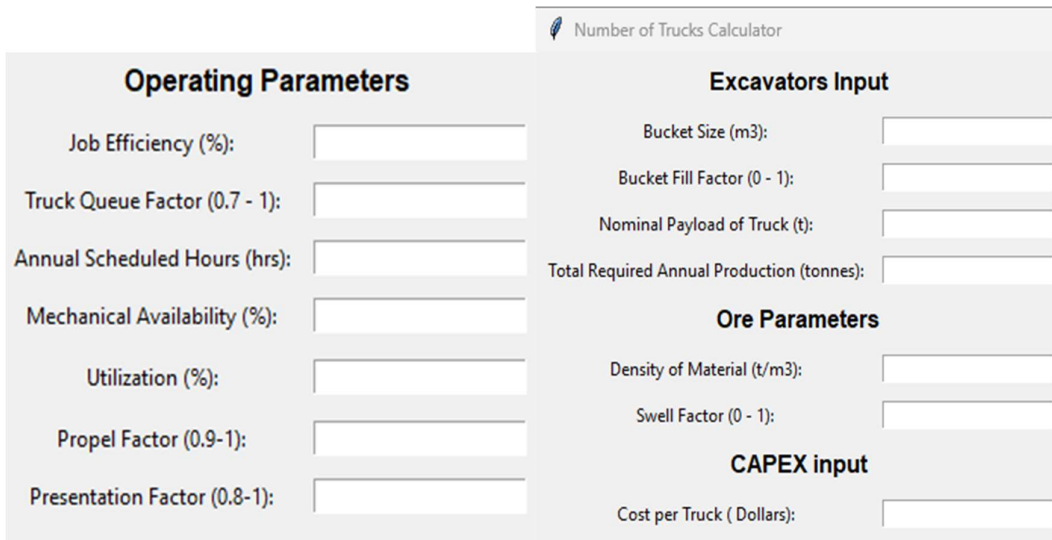 Number of Trucks Calculator
Operating Parameters
Job Efficiency (%):
Truck Queue Factor (0.7 - 1):
Annual Scheduled Hours (hrs):
Mechanical Availability (%):
Utilization (%):
Propel Factor (0.9-1):
Presentation Factor (0.8-1):
Excavators Input
Bucket Size (m3):
Bucket Fill Factor (0 - 1):
Nominal Payload of Truck (t):
Total Required Annual Production (tonnes):
Ore Parameters
Density of Material (t/m3):
Swell Factor (0 - 1):
CAPEX input
Cost per Truck ( Dollars):